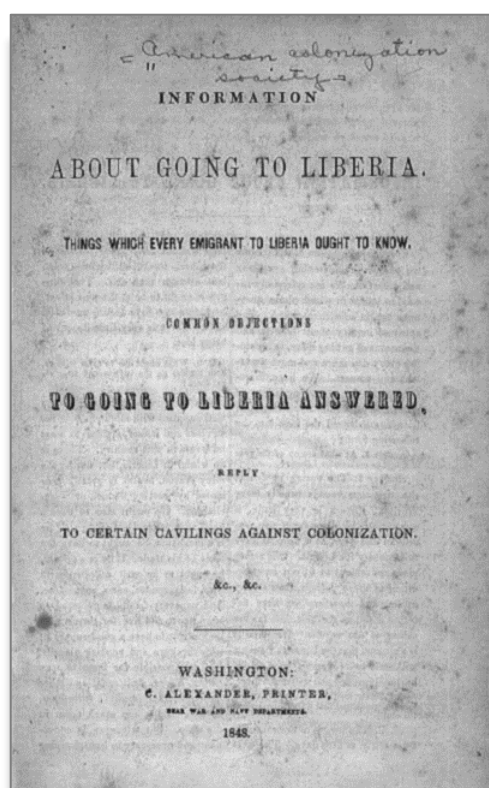 = American colonization
"
society =
INFORMATION
ABOUT GOING TO LIBERIA.
THINGS WHICH EVERY EMIGRANT TO LIBERIA OUGHT TO KNOW.
COMMON OBJECTIONS
TO GOING TO LIBERIA ANSWERED,
REPLY
TO CERTAIN CAVILINGS AGAINST COLONIZATION.
&c., &c.
WASHINGTON:
C. ALEXANDER, PRINTER,
NEAR WAR AND NAVY DEPARTMENTS.
1848.